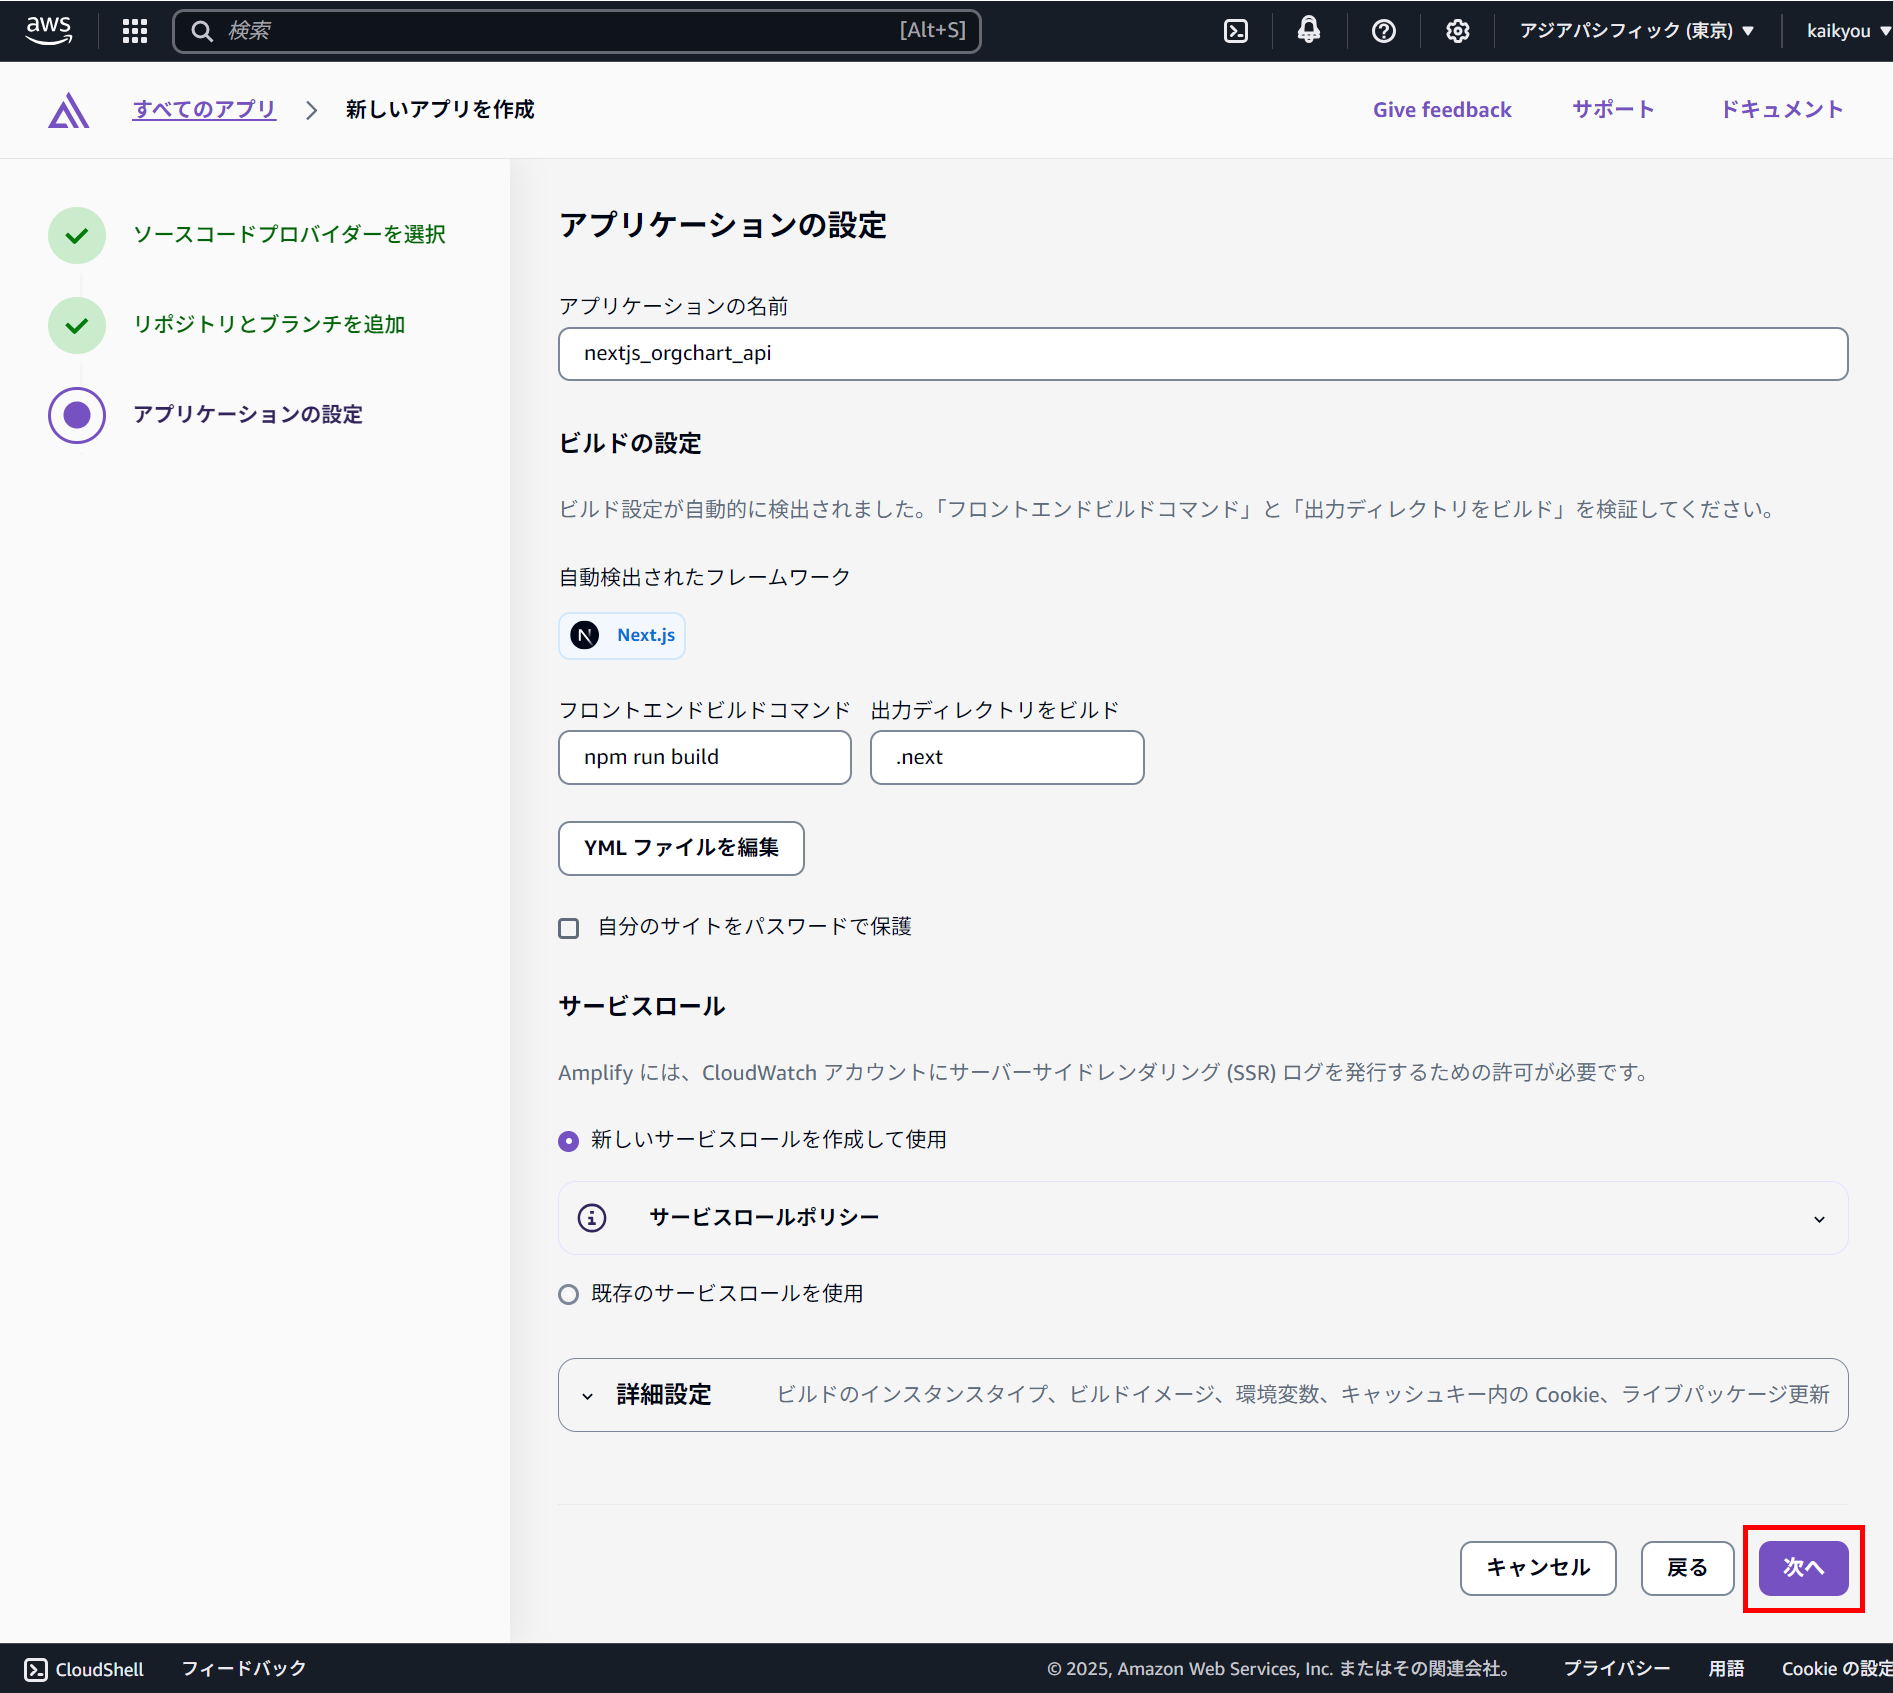 aws
検索
[Alt+S]
アジアパシフィック (東京) ▼
kaikyou ▼
すべてのアプリ
新しいアプリを作成
Give feedback
サポート
ドキュメント
ソースコードプロバイダーを選択
リポジトリとブランチを追加
アプリケーションの設定
アプリケーションの設定
アプリケーションの名前
nextjs_orgchart_api
ビルドの設定
ビルド設定が自動的に検出されました。「フロントエンドビルドコマンド」と「出力ディレクトリをビルド」を検証してください。
自動検出されたフレームワーク
N Next.js
フロントエンドビルドコマンド
出力ディレクトリをビルド
npm run build
.next
YML ファイルを編集
自分のサイトをパスワードで保護
サービスロール
Amplify には、CloudWatch アカウントにサーバーサイドレンダリング (SSR) ログを発行するための許可が必要です。
新しいサービスロールを作成して使用
サービスロールポリシー
既存のサービスロールを使用
詳細設定
ビルドのインスタンスタイプ、ビルドイメージ、環境変数、キャッシュキー内の Cookie、ライブパッケージ更新
キャンセル
戻る
次へ
CloudShell
フィードバック
© 2025, Amazon Web Services, Inc. またはその関連会社。
プライバシー
用語
Cookie の設定